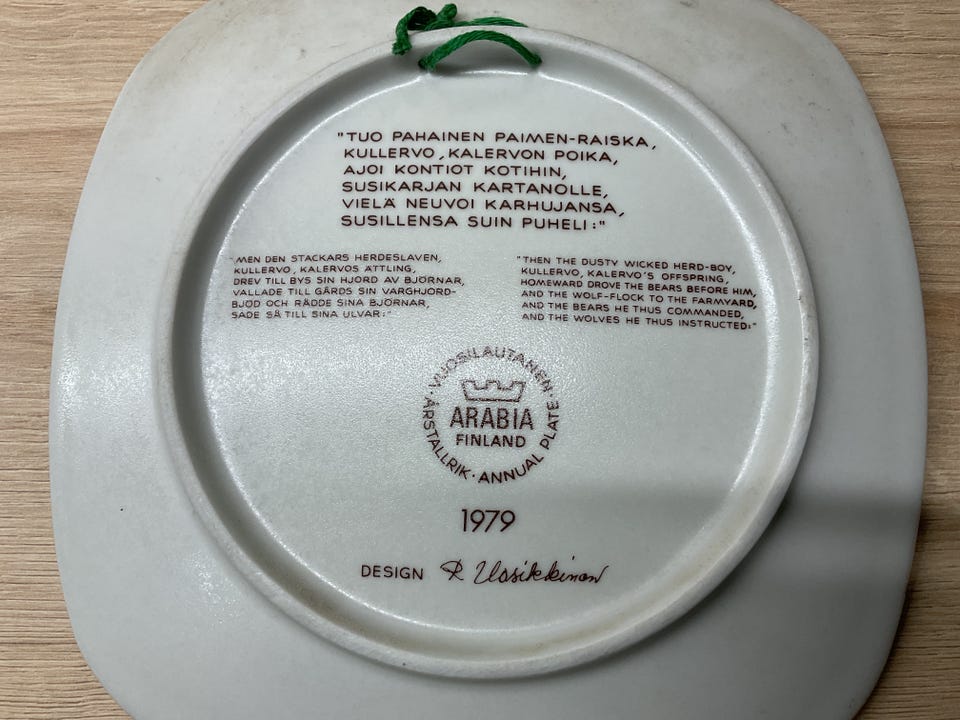 "TUO PAHAINEN PAIMEN-RAISKA,
KULLERVO, KALERVON POIKA,
AJOI KONTIOT KOTIHIN,
SUSIKARJAN KARTANOLLE,
VIELÄ NEUVOI KARHUJANSA,
SUSILLENSA SUIN PUHELI:"
"MEN DEN STACKARS HERDESLAVEN,
KULLERVO, KALERVOS ÄTTLING,
DREV TILL BYS SIN HJORD AV BJÖRNAR,
VALLADE TILL GÅRDS SIN VARGHJORD-
BJÖD OCH RÄDDE SINA BJÖRNAR,
SADE SÅ TILL SINA ULVAR:"
"THEN THE DUSTY WICKED HERD-BOY,
KULLERVO, KALERVO'S OFFSPRING,
HOMEWARD DROVE THE BEARS BEFORE HIM,
AND THE WOLF-FLOCK TO THE FARMYARD,
AND THE BEARS HE THUS COMMANDED,
AND THE WOLVES HE THUS INSTRUCTED:"
VUOSILAUTANEN · ANNUAL PLATE · ÅRSTALLRIK ·
ARABIA
FINLAND
1979
DESIGN R Uosikkinen